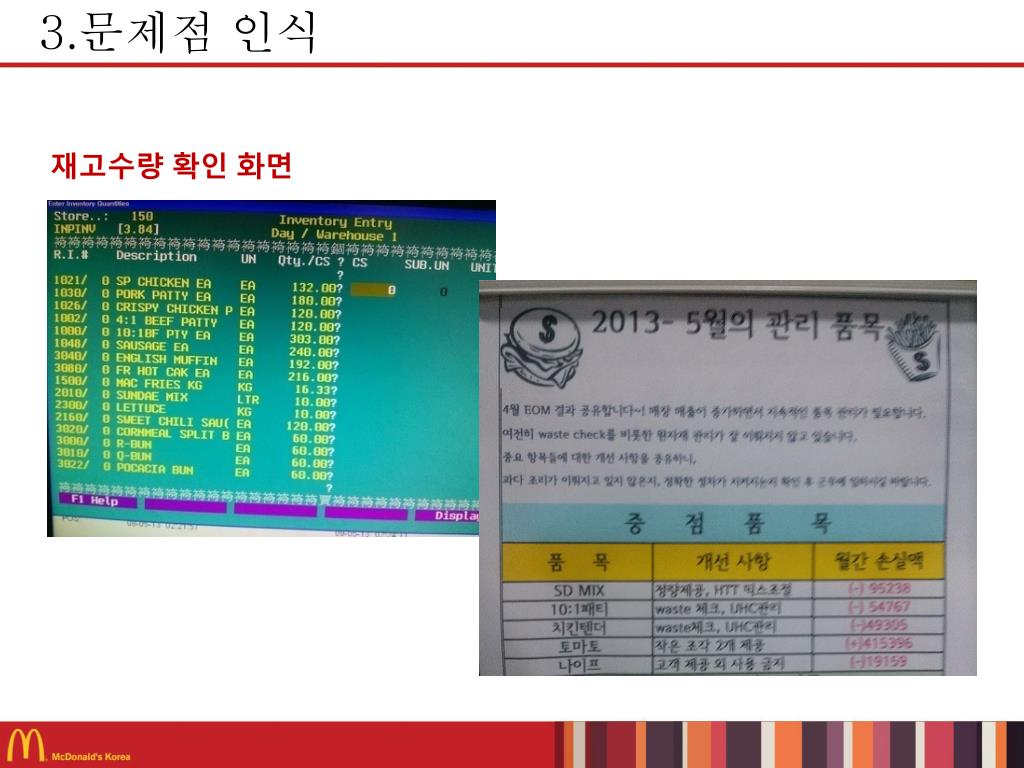 3.문제점 인식
재고수량 확인 화면
Enter Inventory Quantities
Store..: 150 Inventory Entry
INPINV [3.84] Day / Warehouse 1
R.I.# Description UN Qty./CS ? CS SUB.UN UNIT
?
1021/ 0 SP CHICKEN EA EA 132.00? 0 0
1030/ 0 PORK PATTY EA EA 180.00?
1026/ 0 CRISPY CHICKEN P EA 120.00?
1002/ 0 4:1 BEEF PATTY EA 120.00?
1000/ 0 10:1BF PTY EA EA 303.00?
1048/ 0 SAUSAGE EA EA 240.00?
3040/ 0 ENGLISH MUFFIN EA 192.00?
3080/ 0 FR HOT CAK EA EA 216.00?
1500/ 0 MAC FRIES KG KG 16.33?
2010/ 0 SUNDAE MIX LTR 10.00?
2300/ 0 LETTUCE KG 10.00?
2160/ 0 SWEET CHILI SAU( EA 120.00?
3020/ 0 CORNMEAL SPLIT B EA 60.00?
3000/ 0 R-BUN EA 60.00?
3010/ 0 Q-BUN EA 60.00?
3022/ 0 POCACIA BUN EA 60.00?
?
F1 Help Display
2013- 5월의 관리 품목
4월 EOM 결과 공유합니다~! 매장 매출이 증가하면서 지속적인 품목 관리가 필요합니다.
여전히 waste check를 비롯한 원자재 관리가 잘 이뤄지지 않고 있습니다.
중요 항목들에 대한 개선 사항을 공유하니,
과다 조리가 이뤄지고 있지 않은지, 정확한 절차가 지켜지는지 확인 후 근무에 임하시길 바랍니다.
중 점 품 목
품 목 개선 사항 월간 손실액
SD MIX 정량제공, HTT 믹스조절 (-) 95238
10:1패티 waste 체크, UHC관리 (-) 54767
치킨텐더 waste체크, UHC관리 (-)49305
토마토 작은 조각 2개 제공 (+)415396
나이프 고객 제공 외 사용 금지 (-)19159
McDonald's Korea